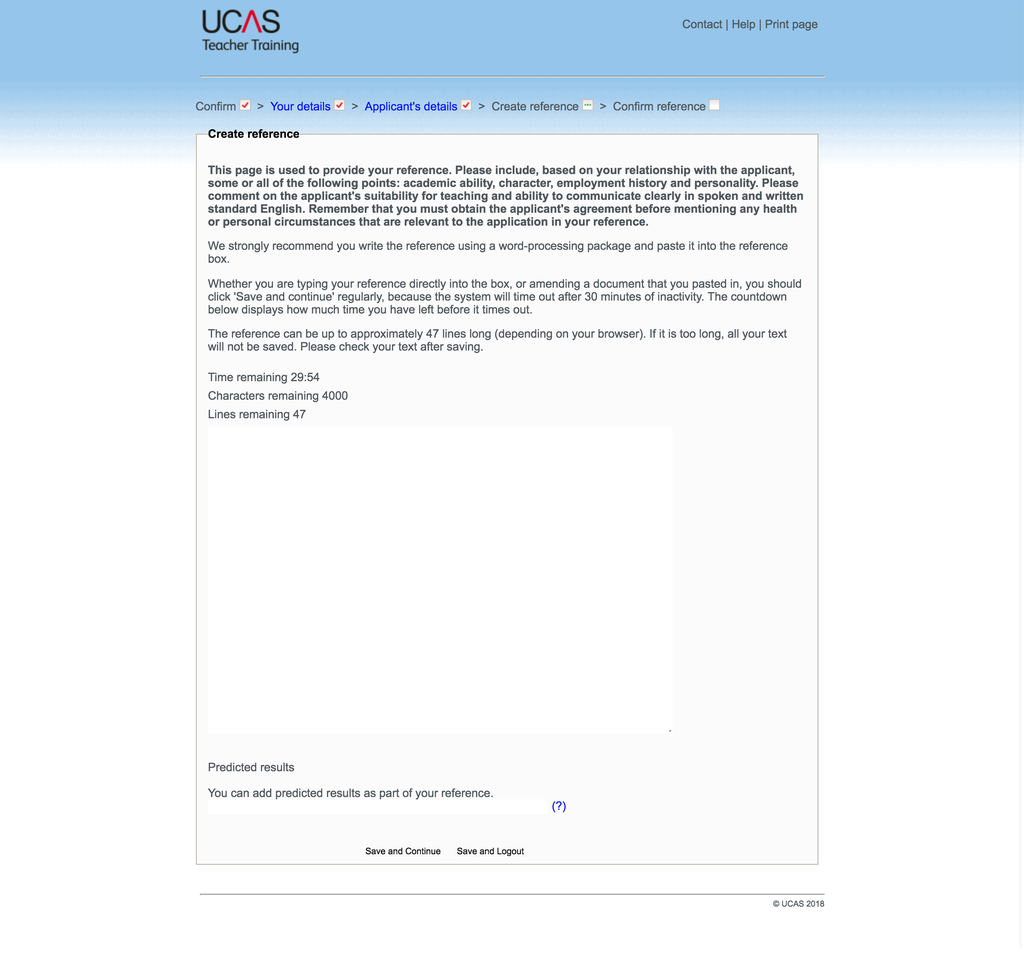 UCAS
Teacher Training
Contact | Help | Print page
Confirm > Your details > Applicant's details > Create reference > Confirm reference
Create reference
This page is used to provide your reference. Please include, based on your relationship with the applicant,
some or all of the following points: academic ability, character, employment history and personality. Please
comment on the applicant's suitability for teaching and ability to communicate clearly in spoken and written
standard English. Remember that you must obtain the applicant's agreement before mentioning any health
or personal circumstances that are relevant to the application in your reference.
We strongly recommend you write the reference using a word-processing package and paste it into the reference
box.
Whether you are typing your reference directly into the box, or amending a document that you pasted in, you should
click 'Save and continue' regularly, because the system will time out after 30 minutes of inactivity. The countdown
below displays how much time you have left before it times out.
The reference can be up to approximately 47 lines long (depending on your browser). If it is too long, all your text
will not be saved. Please check your text after saving.
Time remaining 29:54
Characters remaining 4000
Lines remaining 47
Predicted results
You can add predicted results as part of your reference.
(?)
Save and Continue Save and Logout
© UCAS 2018